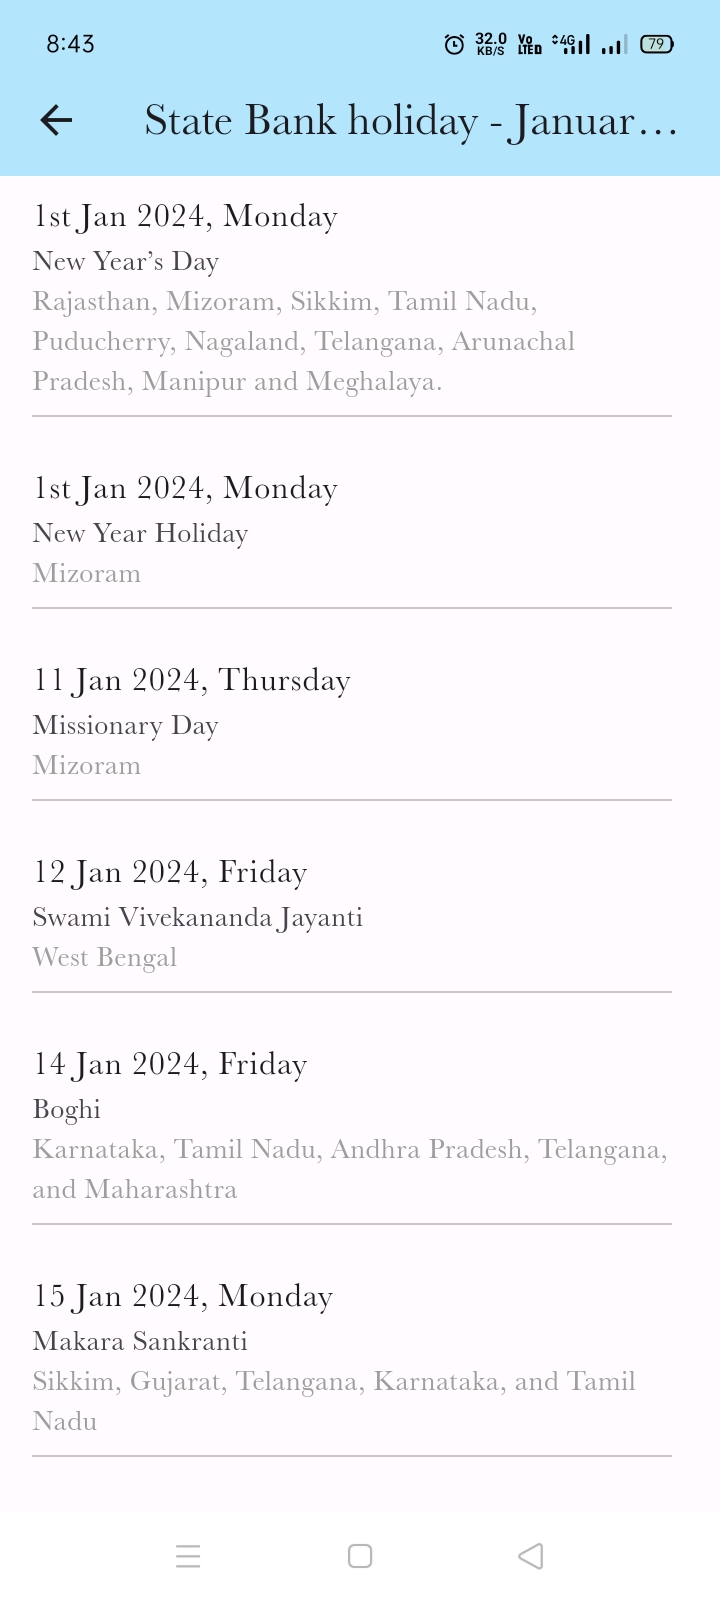 8:43
32.0 KB/S
Vo LTED
4G
79
State Bank holiday - Januar...
1st Jan 2024, Monday
New Year's Day
Rajasthan, Mizoram, Sikkim, Tamil Nadu,
Puducherry, Nagaland, Telangana, Arunachal
Pradesh, Manipur and Meghalaya.
1st Jan 2024, Monday
New Year Holiday
Mizoram
11 Jan 2024, Thursday
Missionary Day
Mizoram
12 Jan 2024, Friday
Swami Vivekananda Jayanti
West Bengal
14 Jan 2024, Friday
Boghi
Karnataka, Tamil Nadu, Andhra Pradesh, Telangana,
and Maharashtra
15 Jan 2024, Monday
Makara Sankranti
Sikkim, Gujarat, Telangana, Karnataka, and Tamil
Nadu